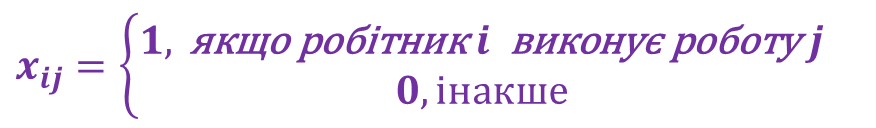 xij = { 1, якщо робітник i виконує роботу j
0, інакше